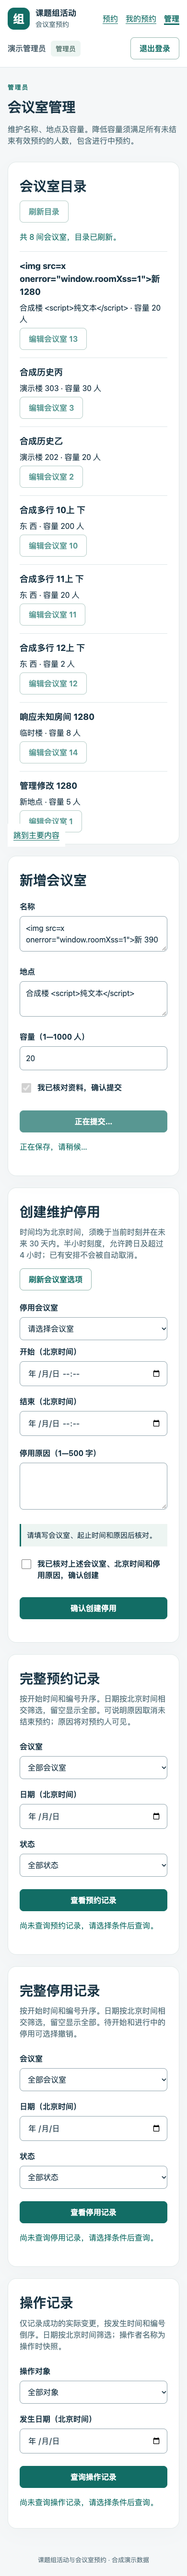 组
课题组活动
会议室预约
预约
我的预约
管理
演示管理员
管理员
退出登录
管理员
会议室管理
维护名称、地点及容量。降低容量须满足所有未结
束有效预约的人数，包含进行中预约。
会议室目录
刷新目录
共 8 间会议室，目录已刷新。
<img src=x
onerror="window.roomXss=1">新
1280
合成楼 <script>纯文本</script> · 容量 20
人
编辑会议室 13
合成历史丙
演示楼 303 · 容量 30 人
编辑会议室 3
合成历史乙
演示楼 202 · 容量 20 人
编辑会议室 2
合成多行 10上 下
东 西 · 容量 200 人
编辑会议室 10
合成多行 11上 下
东 西 · 容量 20 人
编辑会议室 11
合成多行 12上 下
东 西 · 容量 2 人
编辑会议室 12
响应未知房间 1280
临时楼 · 容量 8 人
编辑会议室 14
管理修改 1280
新地点 · 容量 5 人
编辑会议室 1
跳到主要内容
新增会议室
名称
<img src=x
onerror="window.roomXss=1">新 390
地点
合成楼 <script>纯文本</script>
容量（1—1000 人）
20
我已核对资料，确认提交
正在提交…
正在保存，请稍候…
创建维护停用
时间均为北京时间，须晚于当前时刻并在未
来 30 天内。半小时刻度，允许跨日及超过
4 小时；已有安排不会被自动取消。
刷新会议室选项
停用会议室
请选择会议室
开始（北京时间）
年 /月/日 --:--
结束（北京时间）
年 /月/日 --:--
停用原因（1—500 字）
请填写会议室、起止时间和原因后核对。
我已核对上述会议室、北京时间和停
用原因，确认创建
确认创建停用
完整预约记录
按开始时间和编号升序。日期按北京时间相
交筛选，留空显示全部。可说明原因取消未
结束预约；原因将对预约人可见。
会议室
全部会议室
日期（北京时间）
年 /月/日
状态
全部状态
查看预约记录
尚未查询预约记录，请选择条件后查询。
完整停用记录
按开始时间和编号升序。日期按北京时间相
交筛选，留空显示全部。待开始和进行中的
停用可选择撤销。
会议室
全部会议室
日期（北京时间）
年 /月/日
状态
全部状态
查看停用记录
尚未查询停用记录，请选择条件后查询。
操作记录
仅记录成功的实际变更，按发生时间和编号
倒序。日期按北京时间筛选；操作者名称为
操作时快照。
操作对象
全部对象
发生日期（北京时间）
年 /月/日
查询操作记录
尚未查询操作记录，请选择条件后查询。
课题组活动与会议室预约 · 合成演示数据